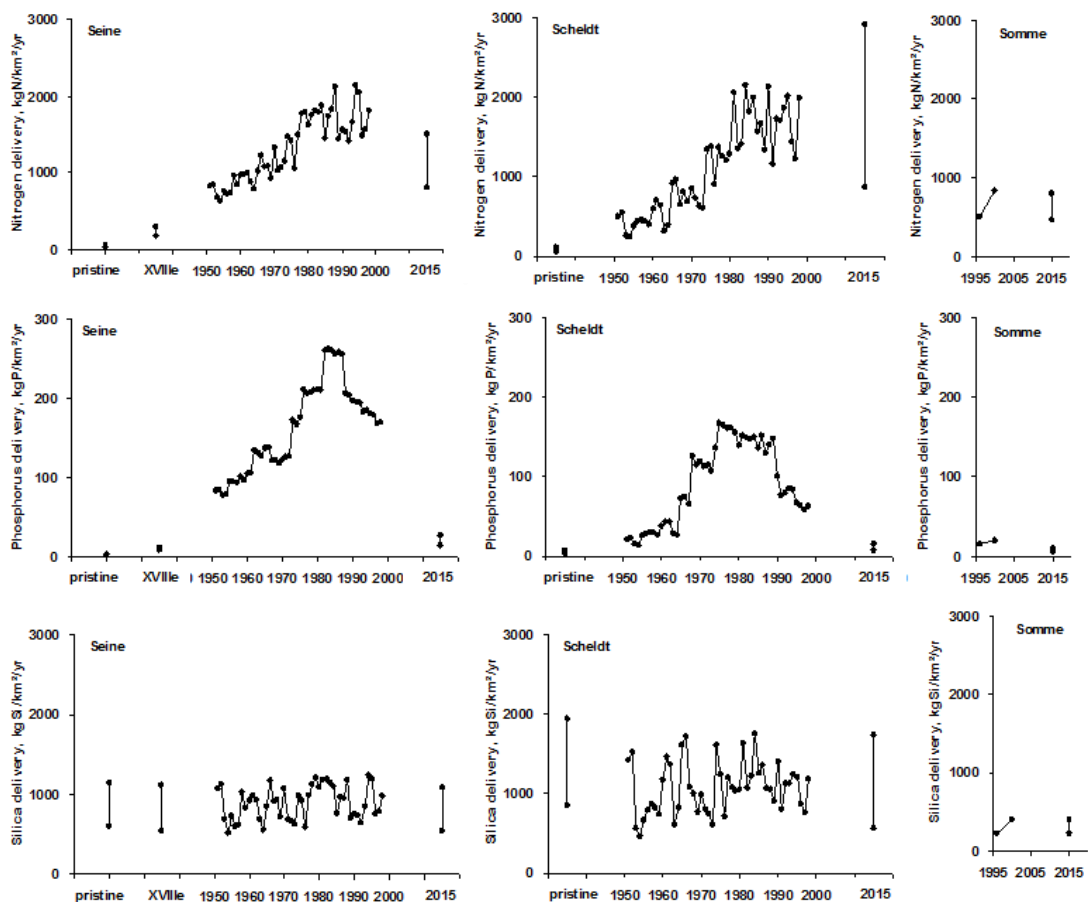 Seine
Nitrogen delivery, kgN/km²/yr
3000
2000
1000
0
pristine XVIIIe 1950 1960 1970 1980 1990 2000 2015
Scheldt
Nitrogen delivery, kgN/km²/yr
3000
2000
1000
0
pristine 1950 1960 1970 1980 1990 2000 2015
Somme
Nitrogen delivery, kgN/km²/yr
3000
2000
1000
0
1995 2005 2015
Seine
Phosphorus delivery, kgP/km²/yr
300
200
100
0
pristine XVIIIe 1950 1960 1970 1980 1990 2000 2015
Scheldt
Phosphorus delivery, kgP/km²/yr
300
200
100
0
pristine 1950 1960 1970 1980 1990 2000 2015
Somme
Phosphorus delivery, kgP/km²/yr
300
200
100
0
1995 2005 2015
Seine
Silica delivery, kgSi/km²/yr
3000
2000
1000
0
pristine XVIIIe 1950 1960 1970 1980 1990 2000 2015
Scheldt
Silica delivery, kgSi/km²/yr
3000
2000
1000
0
pristine 1950 1960 1970 1980 1990 2000 2015
Somme
Silica delivery, kgSi/km²/yr
3000
2000
1000
0
1995 2005 2015